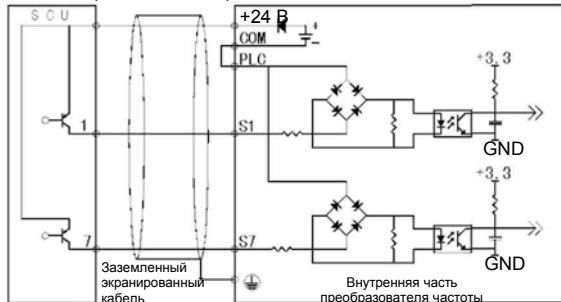 SCU
+24 В
COM
PLC
+3.3
1
S1
GND
+3.3
7
S7
GND
Заземленный
экранированный
кабель
Внутренняя часть
преобразователя частоты